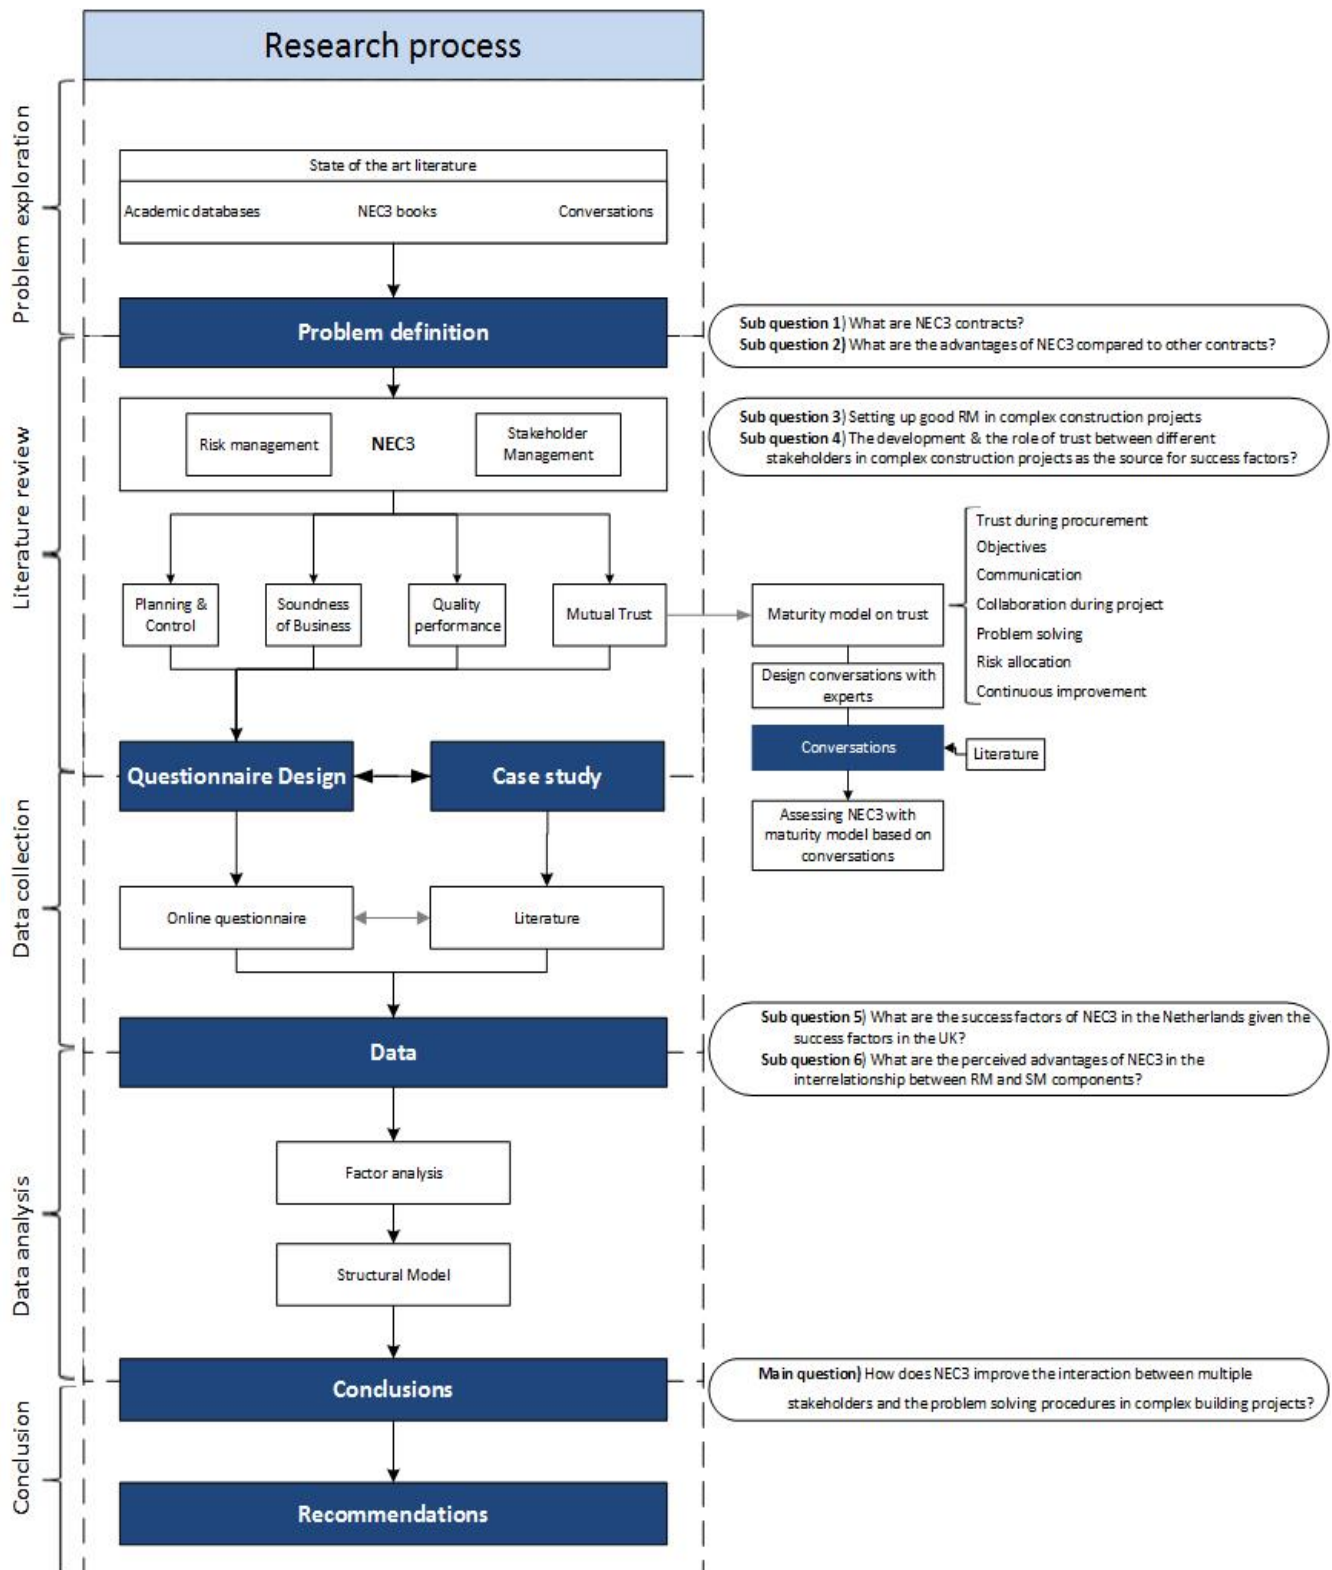 Research process
Problem exploration
State of the art literature
Academic databases
NEC3 books
Conversations
Problem definition
Sub question 1) What are NEC3 contracts?
Sub question 2) What are the advantages of NEC3 compared to other contracts?
Literature review
Risk management
NEC3
Stakeholder
Management
Sub question 3) Setting up good RM in complex construction projects
Sub question 4) The development & the role of trust between different
stakeholders in complex construction projects as the source for success factors?
Planning &
Control
Soundness
of Business
Quality
performance
Mutual Trust
Maturity model on trust
Trust during procurement
Objectives
Communication
Collaboration during project
Problem solving
Risk allocation
Continuous improvement
Design conversations with
experts
Conversations
Literature
Assessing NEC3 with
maturity model based on
conversations
Questionnaire Design
Case study
Data collection
Online questionnaire
Literature
Data
Sub question 5) What are the success factors of NEC3 in the Netherlands given the
success factors in the UK?
Sub question 6) What are the perceived advantages of NEC3 in the
interrelationship between RM and SM components?
Data analysis
Factor analysis
Structural Model
Conclusions
Main question) How does NEC3 improve the interaction between multiple
stakeholders and the problem solving procedures in complex building projects?
Conclusion
Recommendations